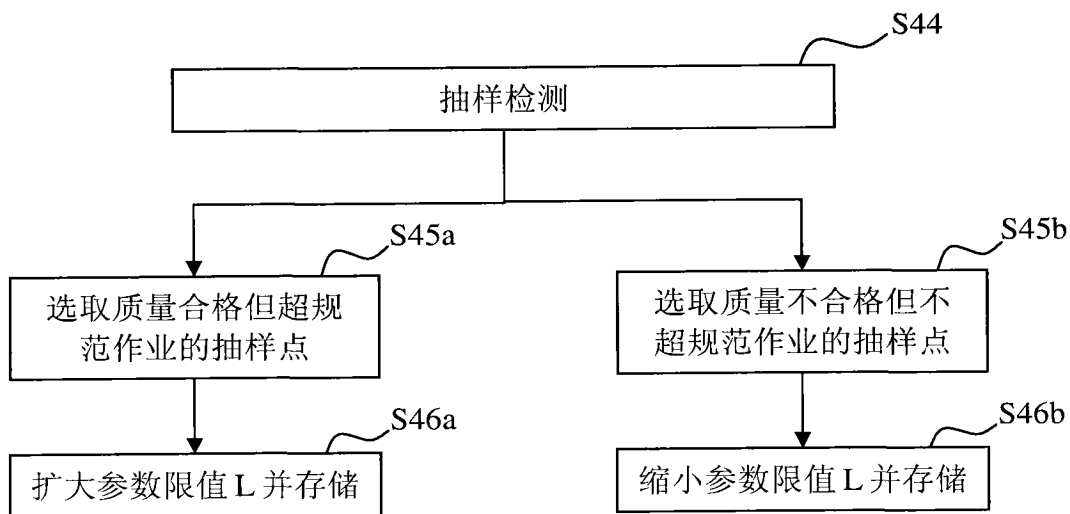 S44
抽样检测
S45a
选取质量合格但超规
范作业的抽样点
S45b
选取质量不合格但不
超规范作业的抽样点
S46a
扩大参数限值 L 并存储
S46b
缩小参数限值 L 并存储